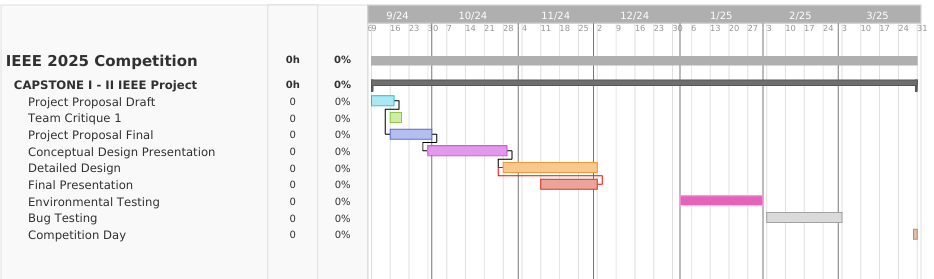 9/24 10/24 11/24 12/24 1/25 2/25 3/25
9 16 23 30 7 14 21 28 4 11 18 25 2 9 16 23 30 6 13 20 27 3 10 17 24 3 10 17 24 31
IEEE 2025 Competition 0h 0%
CAPSTONE I - II IEEE Project 0h 0%
Project Proposal Draft 0 0%
Team Critique 1 0 0%
Project Proposal Final 0 0%
Conceptual Design Presentation 0 0%
Detailed Design 0 0%
Final Presentation 0 0%
Environmental Testing 0 0%
Bug Testing 0 0%
Competition Day 0 0%